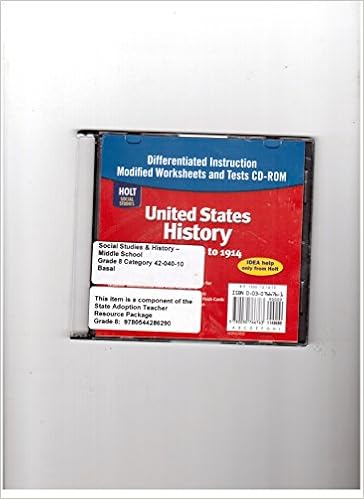 Differentiated Instruction
Modified Worksheets and Tests CD-ROM
HOLT
SOCIAL STUDIES
United States
History
to 1914
IDEA help
only from Holt
Social Studies & History –
Middle School
Grade 8 Category 42-040-10
Basal
This item is a component of the
State Adoption Teacher
Resource Package
Grade 8: 9780544286290